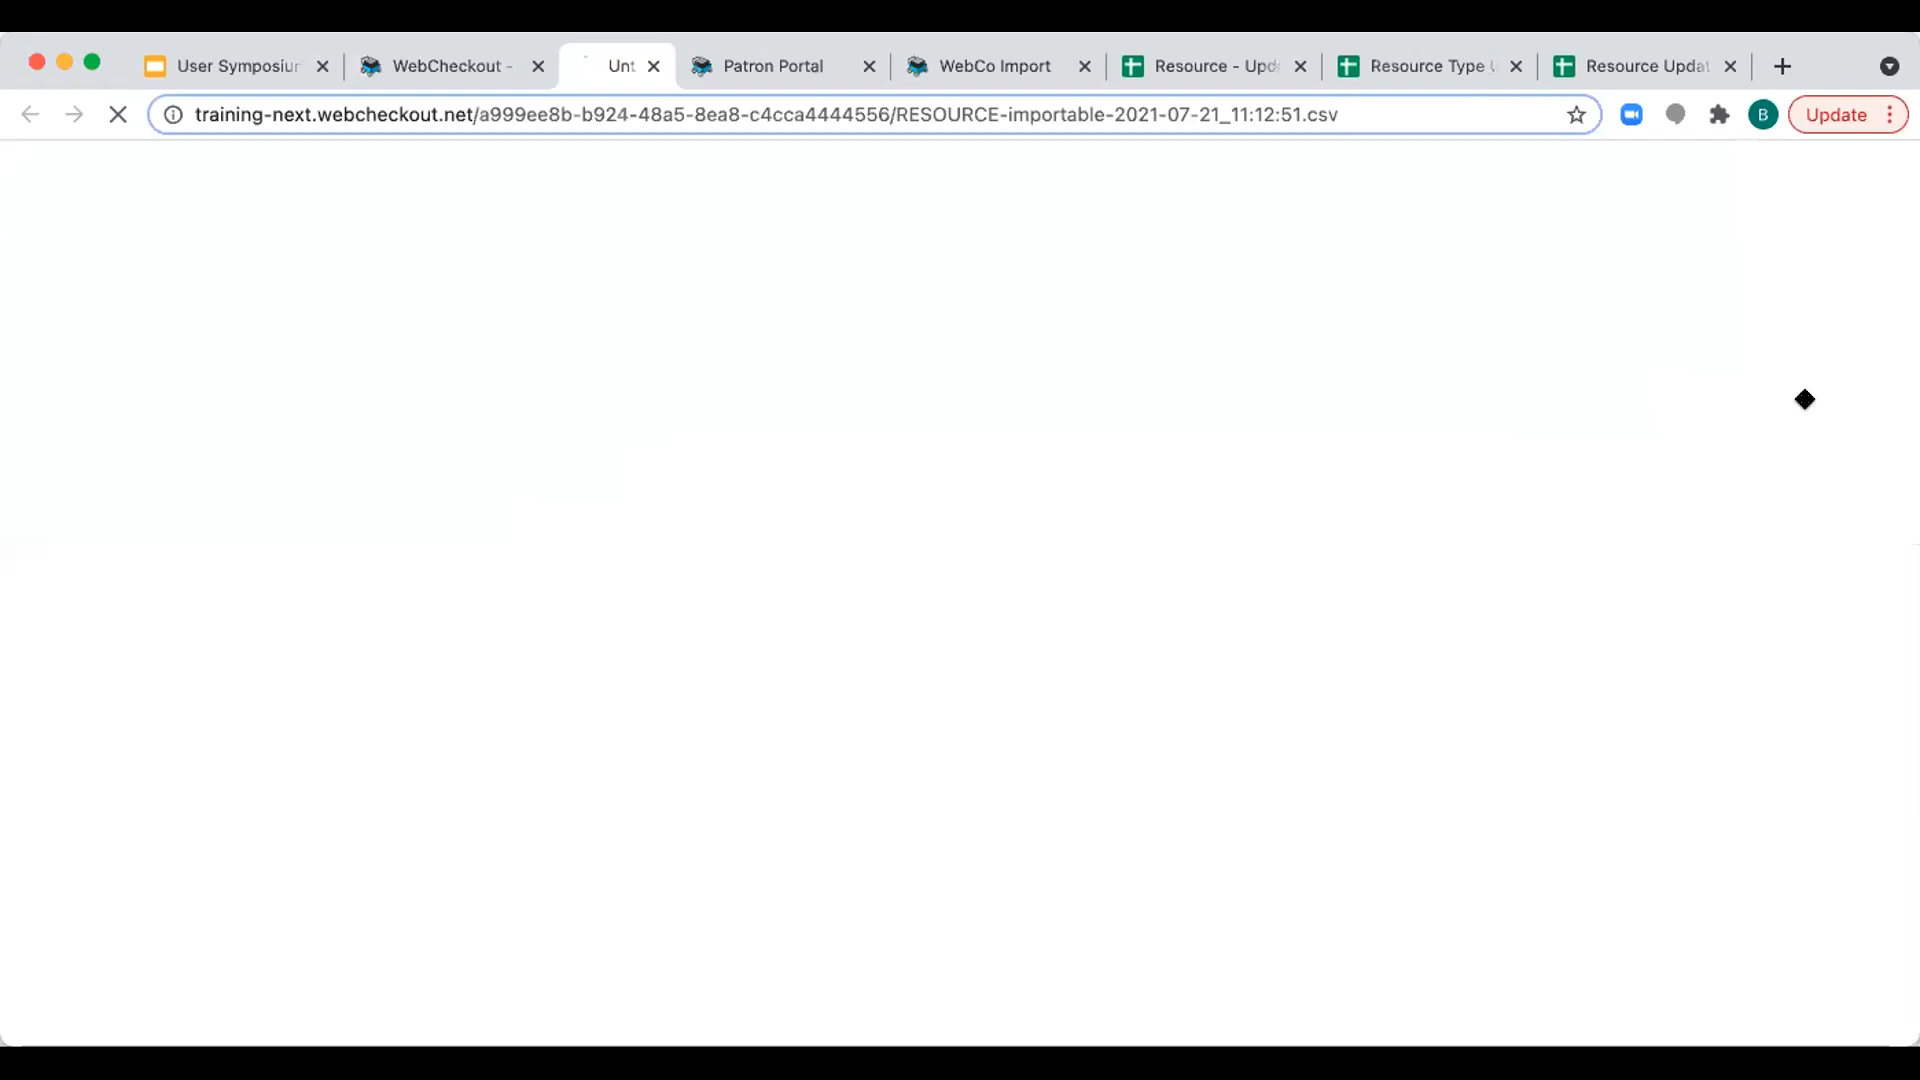 User Symposiur
WebCheckout -
Unt
Patron Portal
WebCo Import
Resource - Upd
Resource Type U
Resource Updat
training-next.webcheckout.net/a999ee8b-b924-48a5-8ea8-c4cca4444556/RESOURCE-importable-2021-07-21_11:12:51.csv
B
Update